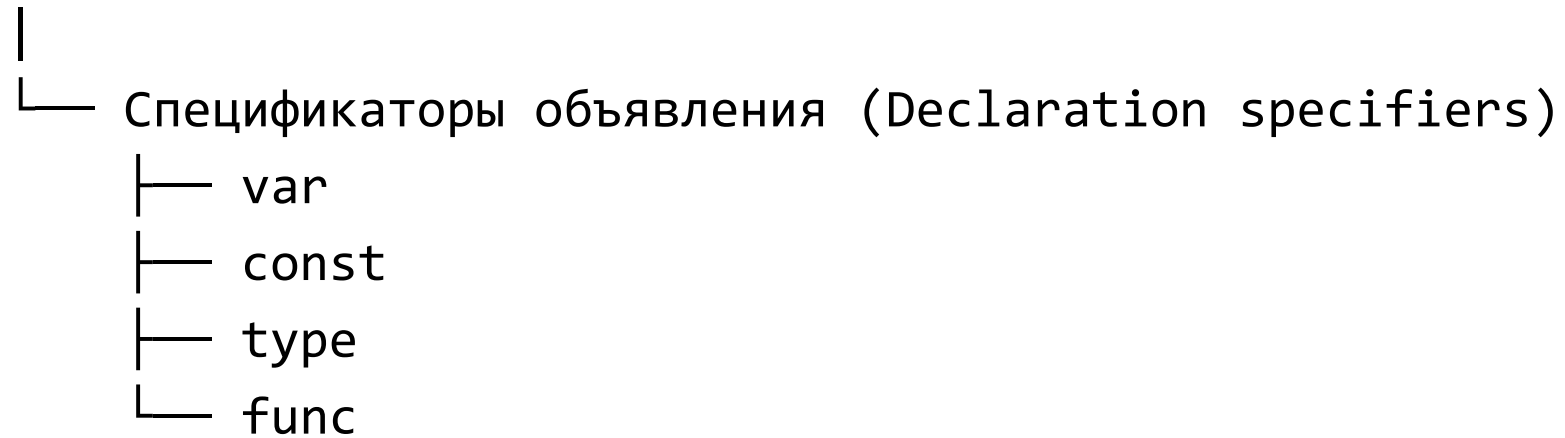 │
└── Спецификаторы объявления (Declaration specifiers)
    ├── var
    ├── const
    ├── type
    └── func